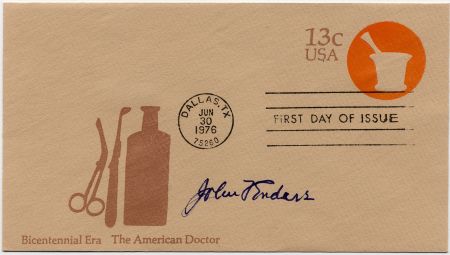 13c
USA
DALLAS, TX
JUN
30
1976
75260
FIRST DAY OF ISSUE
John Enders
Bicentennial Era The American Doctor